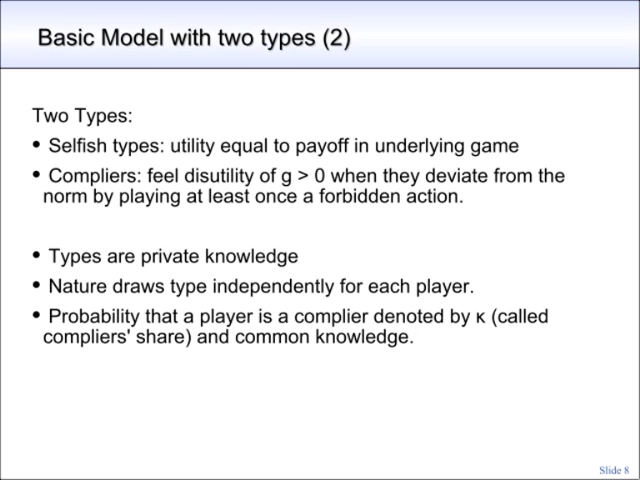 Basic Model with two types (2)
Two Types:
• Selfish types: utility equal to payoff in underlying game
• Compliers: feel disutility of g > 0 when they deviate from the
norm by playing at least once a forbidden action.
• Types are private knowledge
• Nature draws type independently for each player.
• Probability that a player is a complier denoted by κ (called
compliers' share) and common knowledge.
Slide 8